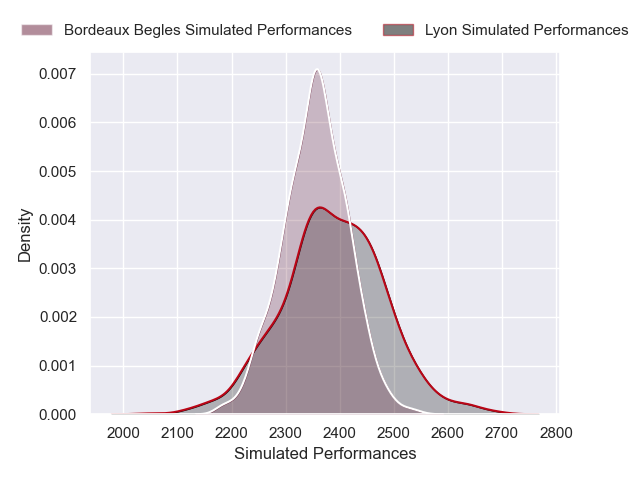 Bordeaux Begles Simulated Performances Lyon Simulated Performances
0.007
0.006
0.005
0.004
0.003
0.002
0.001
0.000
Density
2000 2100 2200 2300 2400 2500 2600 2700 2800
Simulated Performances